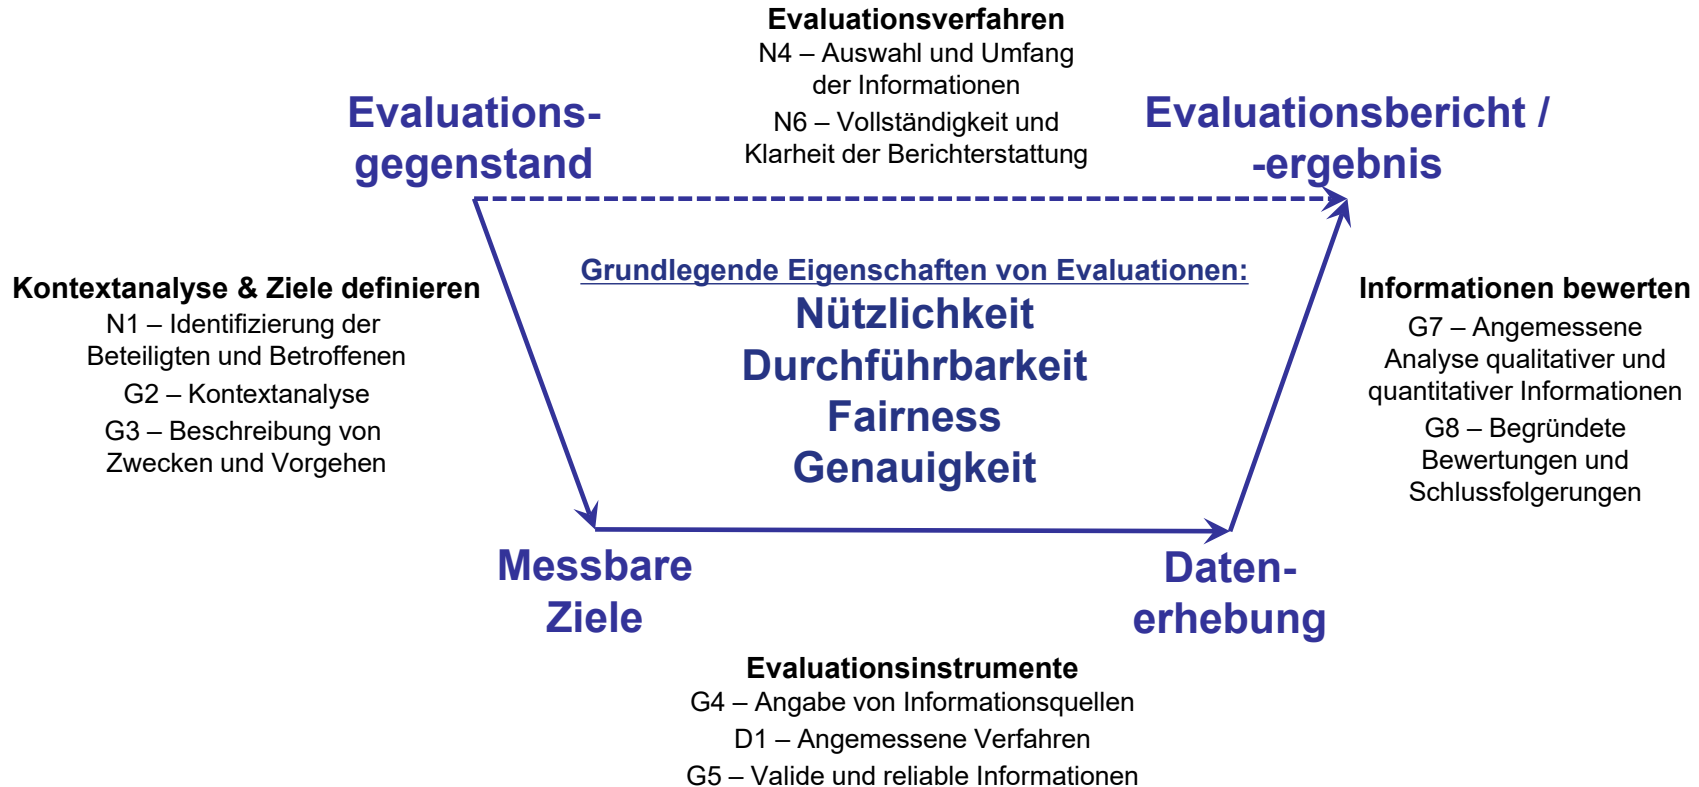 Evaluationsverfahren
N4 – Auswahl und Umfang
der Informationen
N6 – Vollständigkeit und
Klarheit der Berichterstattung
Evaluations-
gegenstand
Evaluationsbericht /
-ergebnis
Kontextanalyse & Ziele definieren
N1 – Identifizierung der
Beteiligten und Betroffenen
G2 – Kontextanalyse
G3 – Beschreibung von
Zwecken und Vorgehen
Grundlegende Eigenschaften von Evaluationen:
Nützlichkeit
Durchführbarkeit
Fairness
Genauigkeit
Informationen bewerten
G7 – Angemessene
Analyse qualitativer und
quantitativer Informationen
G8 – Begründete
Bewertungen und
Schlussfolgerungen
Messbare
Ziele
Daten-
erhebung
Evaluationsinstrumente
G4 – Angabe von Informationsquellen
D1 – Angemessene Verfahren
G5 – Valide und reliable Informationen